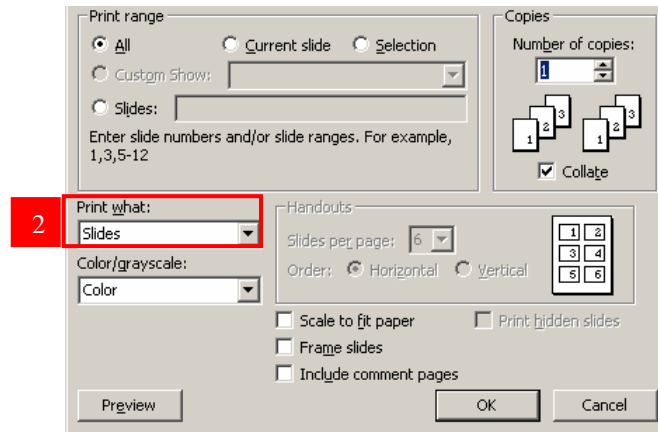 Print range
All Current slide Selection
Custom Show:
Slides:
Enter slide numbers and/or slide ranges. For example,
1,3,5-12
Copies
Number of copies:
1
1 2 3 1 2 3
Collate
2
Print what:
Slides
Color/grayscale:
Color
Handouts
Slides per page: 6
Order: Horizontal Vertical
1 2
3 4
5 6
Scale to fit paper Print hidden slides
Frame slides
Include comment pages
Preview OK Cancel